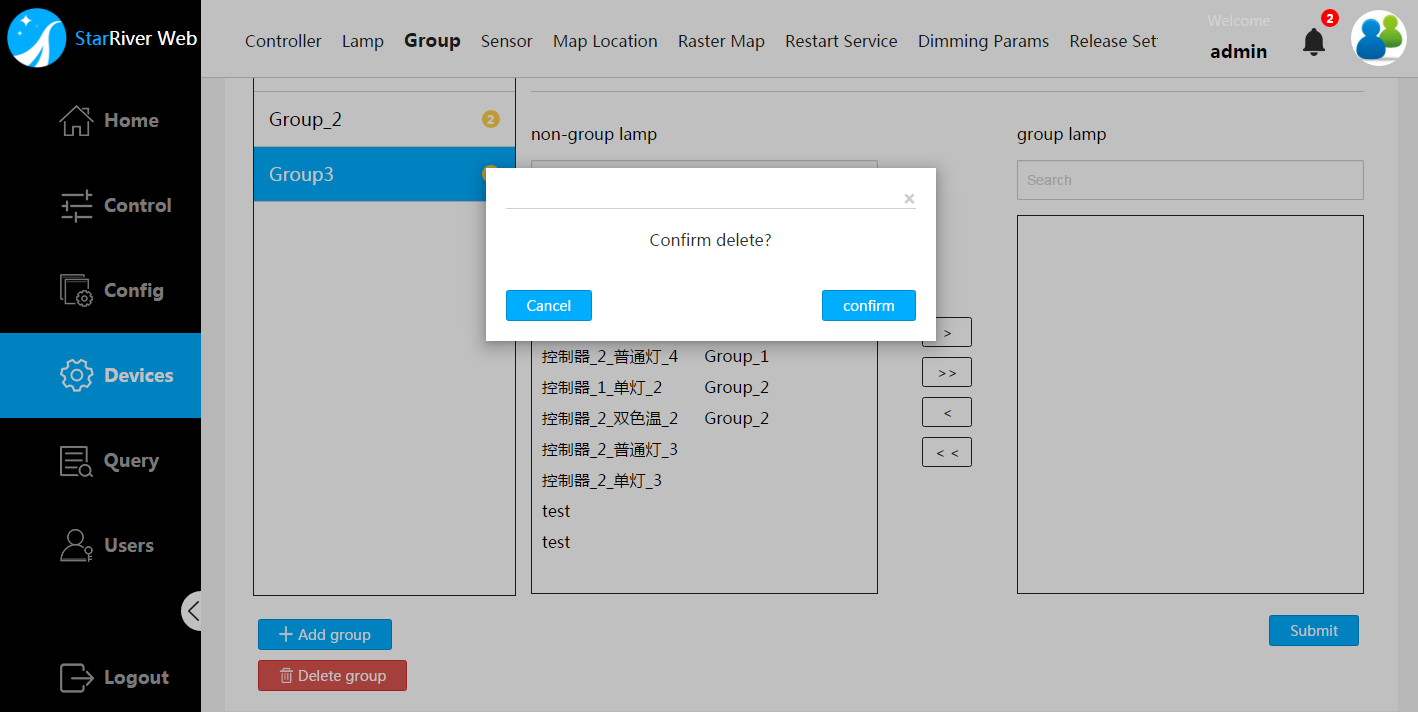 StarRiver Web
Controller Lamp Group Sensor Map Location Raster Map Restart Service Dimming Params Release Set
Welcome
admin
2
Home
Control
Config
Devices
Query
Users
Logout
Group_2 2
Group3
Add group
Delete group
non-group lamp
group lamp
Search
×
Confirm delete?
Cancel confirm
控制器_2_普通灯_4 Group_1
控制器_1_单灯_2 Group_2
控制器_2_双色温_2 Group_2
控制器_2_普通灯_3
控制器_2_单灯_3
test
test
>
>>
<
< <
Submit